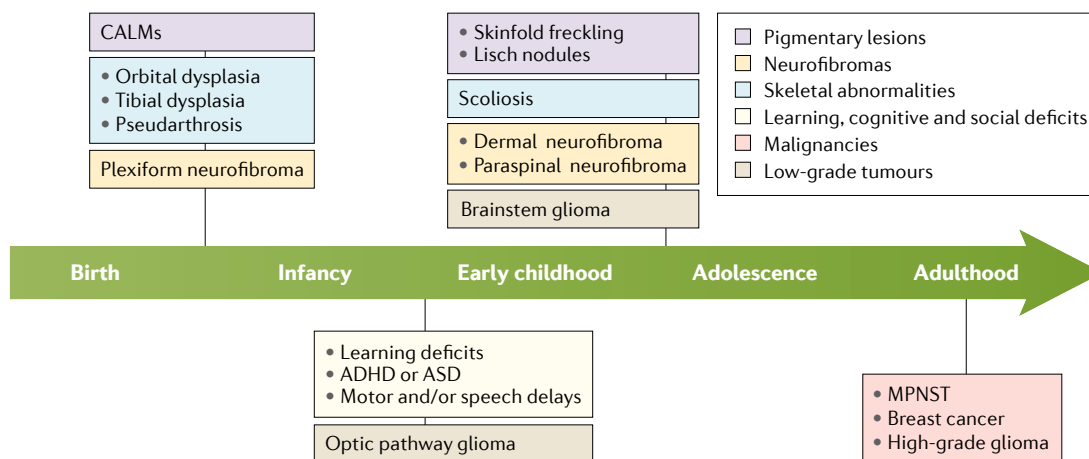 CALMs
• Orbital dysplasia
• Tibial dysplasia
• Pseudarthrosis
Plexiform neurofibroma
• Skinfold freckling
• Lisch nodules
Scoliosis
• Dermal neurofibroma
• Paraspinal neurofibroma
Brainstem glioma
Pigmentary lesions
Neurofibromas
Skeletal abnormalities
Learning, cognitive and social deficits
Malignancies
Low-grade tumours
Birth
Infancy
Early childhood
Adolescence
Adulthood
• Learning deficits
• ADHD or ASD
• Motor and/or speech delays
Optic pathway glioma
• MPNST
• Breast cancer
• High-grade glioma